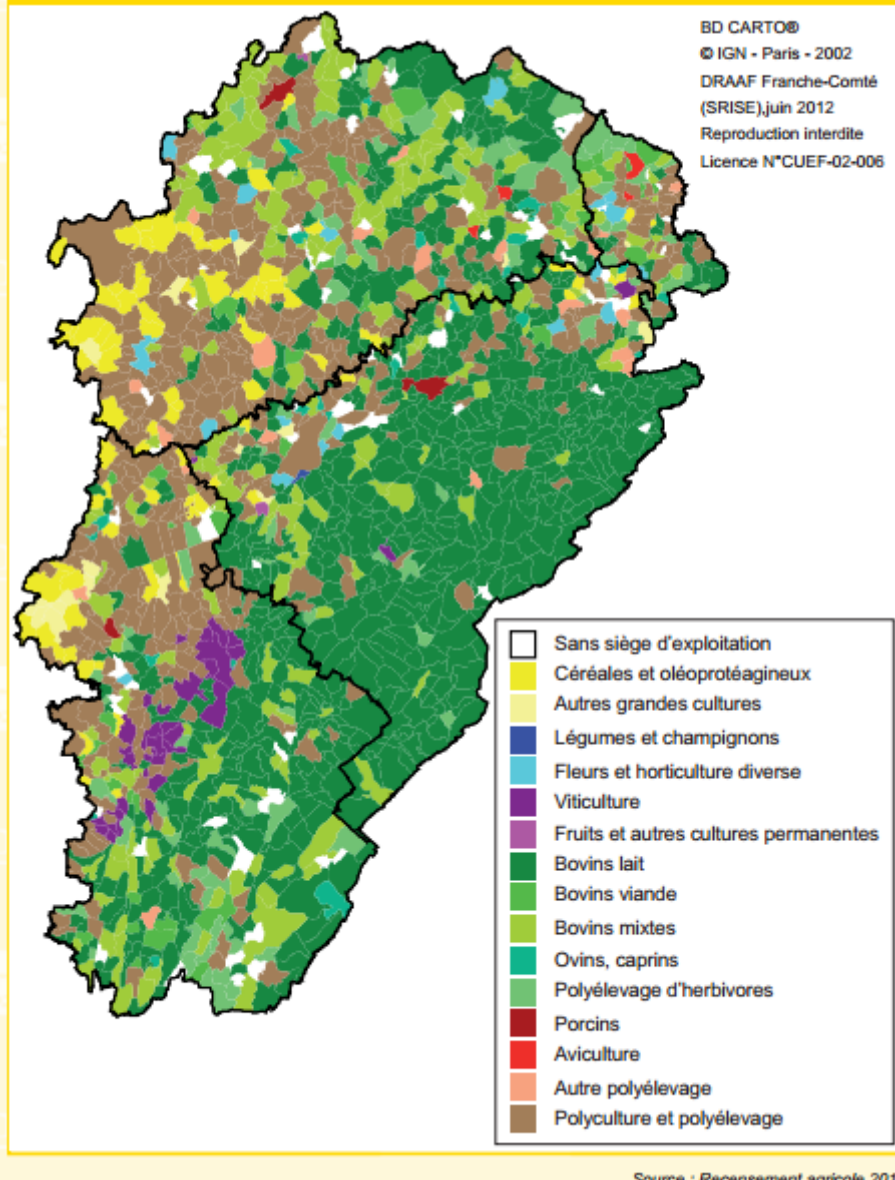 BD CARTO®
© IGN - Paris - 2002
DRAAF Franche-Comté
(SRISE),juin 2012
Reproduction interdite
Licence N°CUEF-02-006
Sans siège d'exploitation
Céréales et oléoprotéagineux
Autres grandes cultures
Légumes et champignons
Fleurs et horticulture diverse
Viticulture
Fruits et autres cultures permanentes
Bovins lait
Bovins viande
Bovins mixtes
Ovins, caprins
Polyélevage d'herbivores
Porcins
Aviculture
Autre polyélevage
Polyculture et polyélevage
Source : Recensement agricole